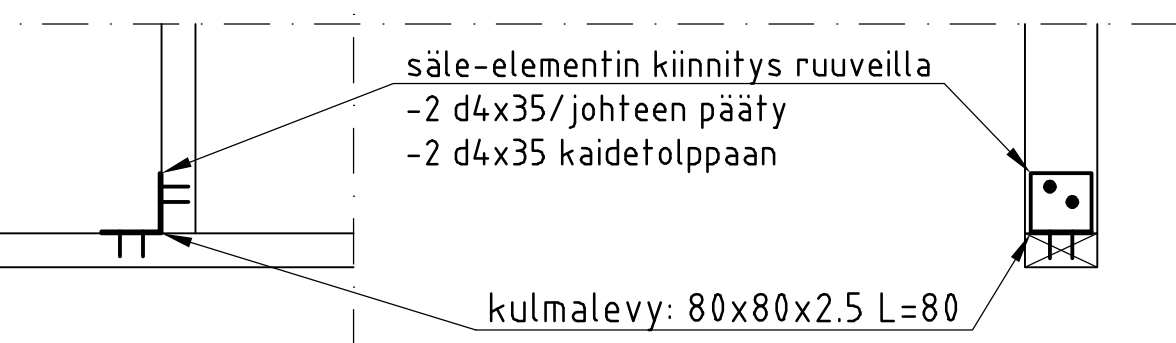 säle-elementin kiinnitys ruuveilla
-2 d4x35/johteen pääty
-2 d4x35 kaidetolppaan
kulmalevy: 80x80x2.5 L=80